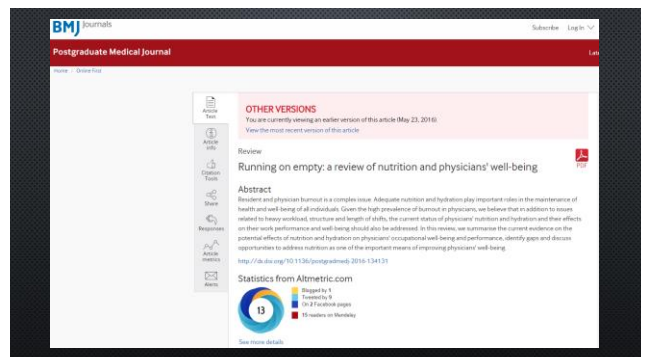 BMJ Journals
Subscribe Log In
Postgraduate Medical Journal
Late
Home Online First
Article
Text
Article
info
Citation
Tools
Share
Responses
Article
metrics
Alerts
OTHER VERSIONS
You are currently viewing an earlier version of this article (May 23, 2016)
View the most recent version of this article
Review
Running on empty: a review of nutrition and physicians' well-being
PDF
Abstract
Resident and physician burnout is a complex issue. Adequate nutrition and hydration play important roles in the maintenance of
health and well-being of all individuals. Given the high prevalence of burnout in physicians, we believe that in addition to issues
related to heavy workload, structure and length of shifts, the current status of physicians' nutrition and hydration and their effects
on their work performance and well-being should also be addressed. In this review, we summarise the current evidence on the
potential effects of nutrition and hydration on physicians' occupational well-being and performance, identify gaps and discuss
opportunities to address nutrition as one of the important means of improving physicians' well-being.
http://dx.doi.org/10.1136/postgradmedj-2016-134131
Statistics from Altmetric.com
13
Blogged by 1
Tweeted by 9
On 2 Facebook pages
15 readers on Mendeley
See more details